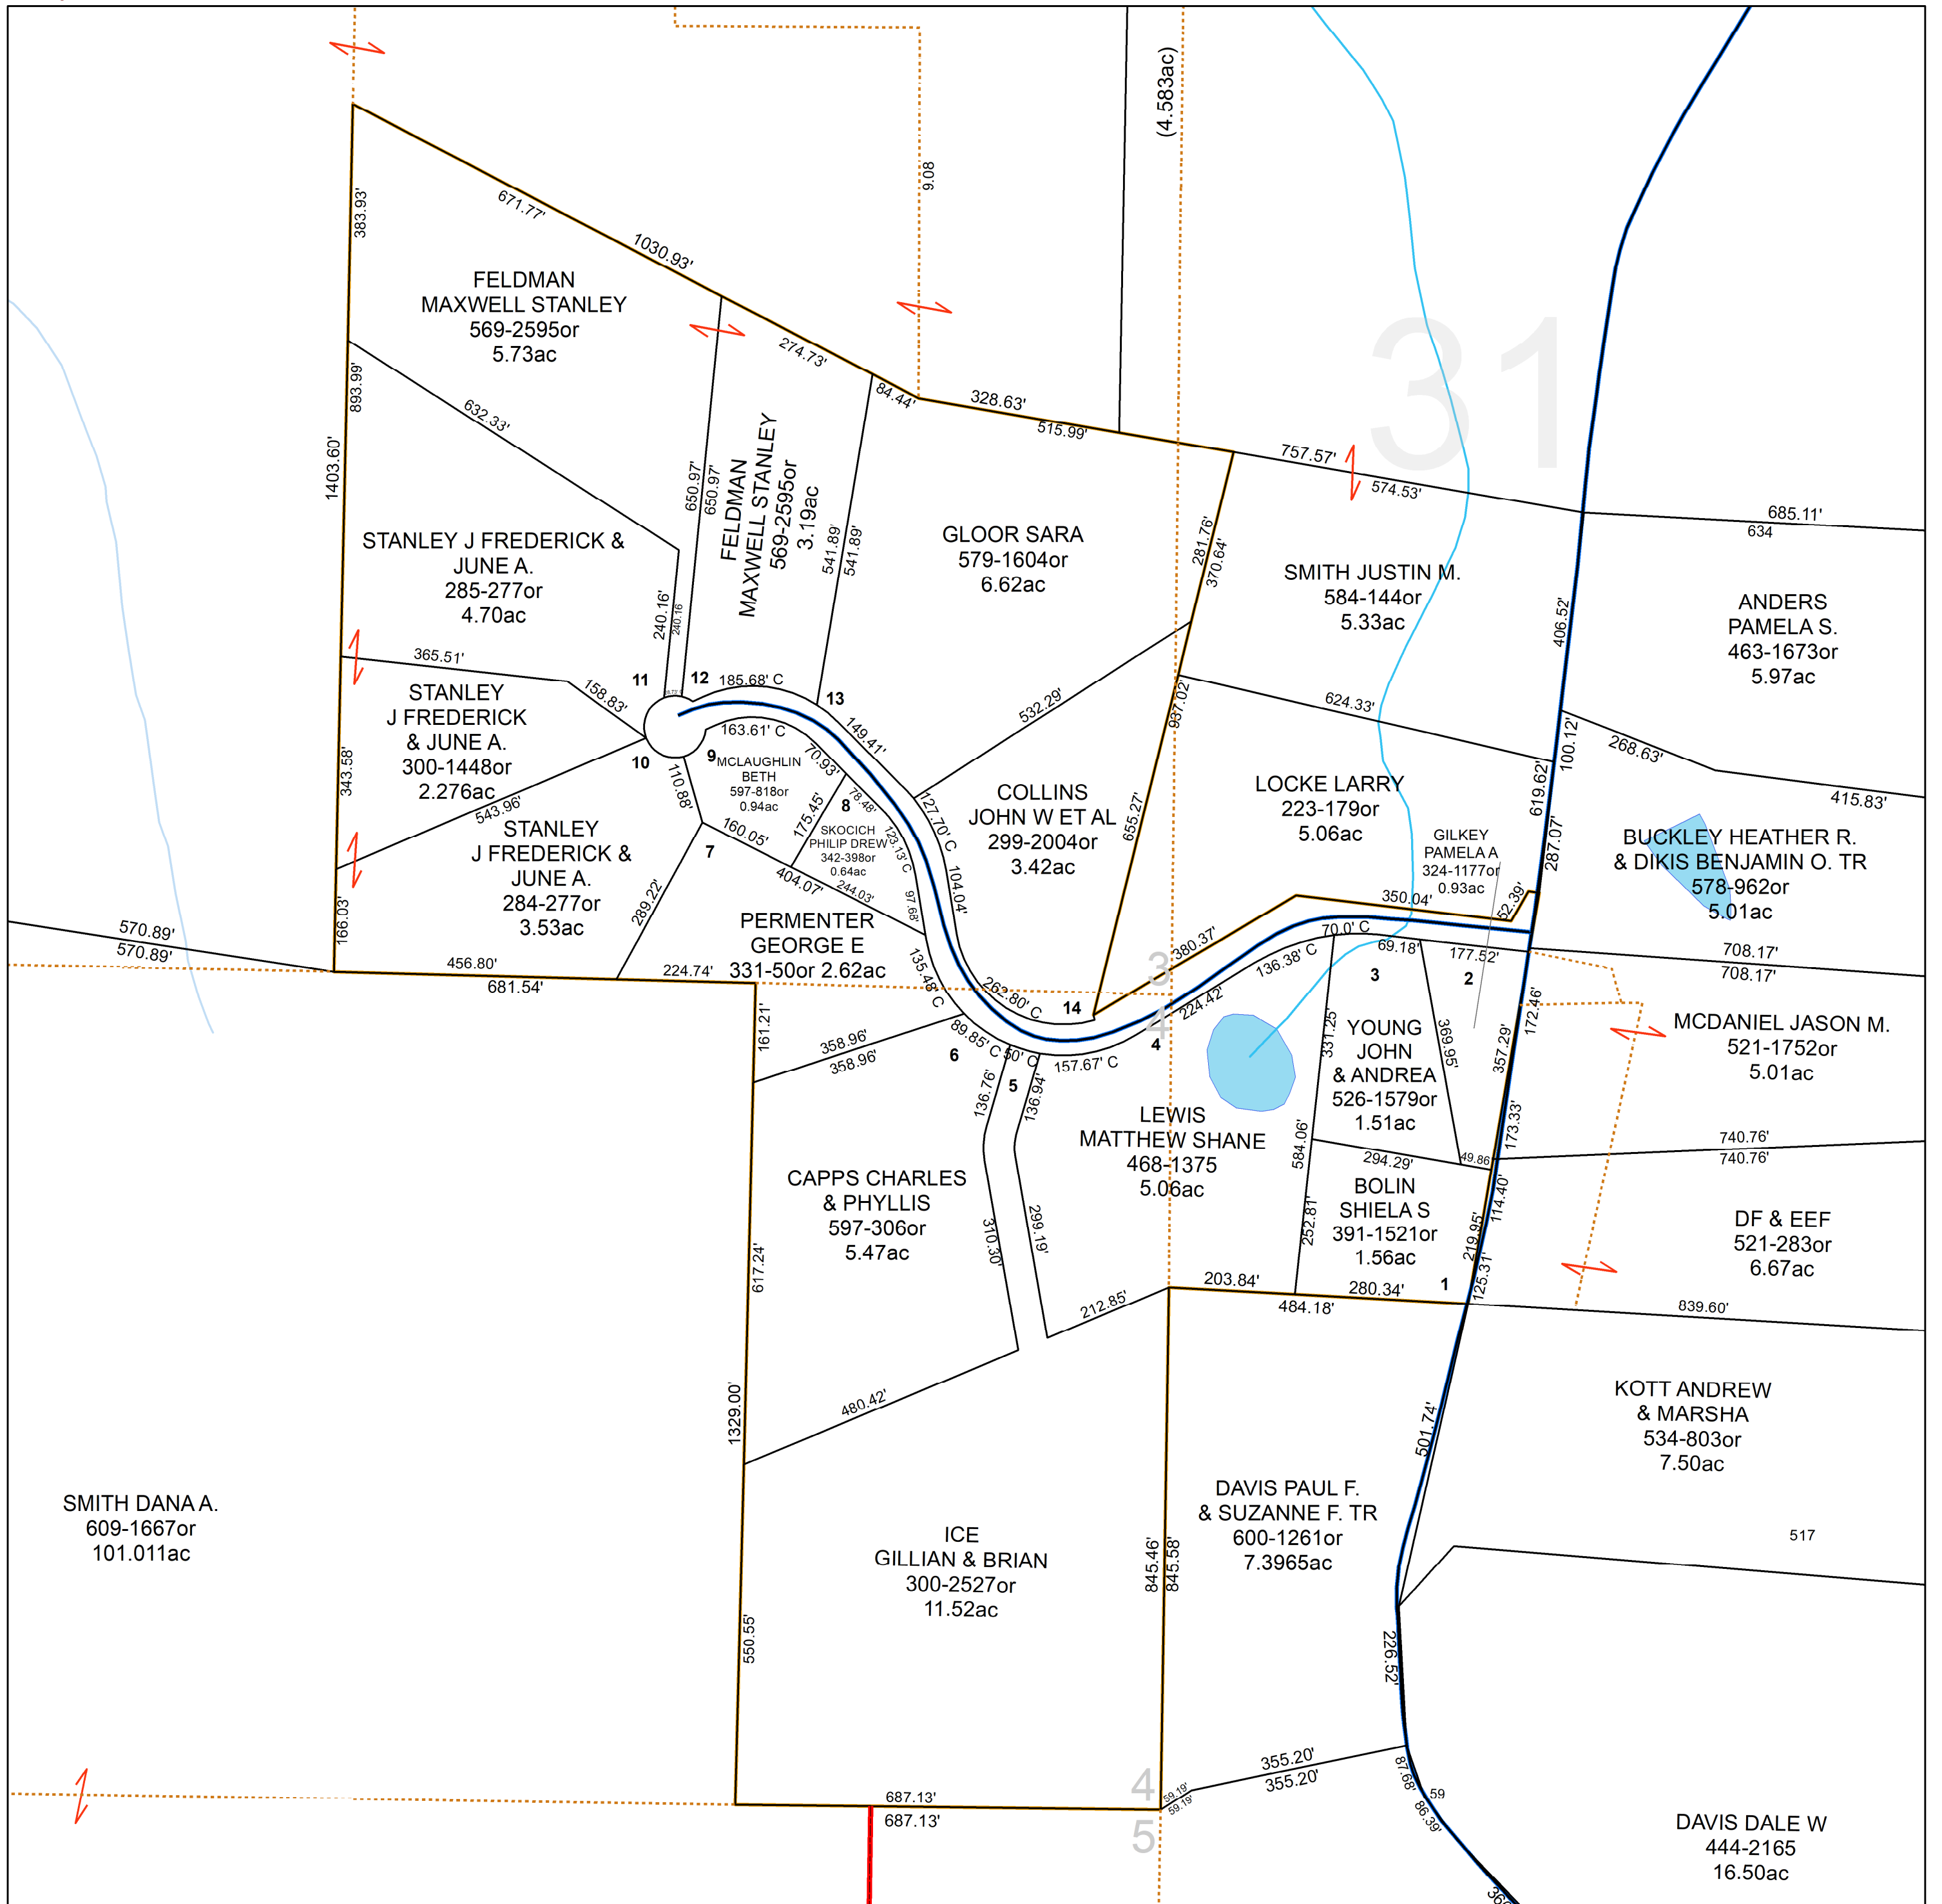 (4.583ac)
9.08
31
383.93'
671.77'
1030.93'
FELDMAN
MAXWELL STANLEY
569-2595or
5.73ac
274.73'
84.44'
328.63'
515.99'
893.99'
632.33'
1403.60'
650.97'
650.97'
FELDMAN
MAXWELL STANLEY
569-2595or
3.19ac
541.89'
541.89'
GLOOR SARA
579-1604or
6.62ac
281.76'
370.64'
757.57'
574.53'
685.11'
634
SMITH JUSTIN M.
584-144or
5.33ac
406.52'
ANDERS
PAMELA S.
463-1673or
5.97ac
STANLEY J FREDERICK &
JUNE A.
285-277or
4.70ac
240.16'
240.16
365.51'
158.83'
11
12
185.68' C
13
STANLEY
J FREDERICK
& JUNE A.
300-1448or
2.276ac
343.58'
10
543.96'
163.61' C
149.41'
532.29'
937.02'
624.33'
100.12'
268.63'
415.83'
619.62'
9
MCLAUGHLIN
BETH
597-818or
0.94ac
70.93'
110.88'
160.05'
175.45'
7
8
78.48'
123.13' C
SKOCICH
PHILIP DREW
342-398or
0.64ac
404.07'
244.03'
97.68'
127.70' C
104.04'
COLLINS
JOHN W ET AL
299-2004or
3.42ac
655.27'
LOCKE LARRY
223-179or
5.06ac
GILKEY
PAMELA A
324-1177or
0.93ac
287.07'
BUCKLEY HEATHER R.
& DIKIS BENJAMIN O. TR
578-962or
5.01ac
STANLEY
J FREDERICK &
JUNE A.
284-277or
3.53ac
166.03'
289.22'
PERMENTER
GEORGE E
331-50or 2.62ac
570.89'
570.89'
456.80'
681.54'
224.74'
135.48' C
262.80' C
14
3
4
380.37'
350.04'
52.39'
70.0' C
69.18'
177.52'
136.38' C
224.42'
3
2
708.17'
708.17'
161.21'
358.96'
358.96'
6
89.85' C
50' C
5
157.67' C
4
136.76'
136.94'
331.25'
YOUNG
JOHN
& ANDREA
526-1579or
1.51ac
369.95'
357.29'
172.46'
173.33'
MCDANIEL JASON M.
521-1752or
5.01ac
740.76'
740.76'
LEWIS
MATTHEW SHANE
468-1375
5.06ac
584.06'
294.29'
49.86
BOLIN
SHIELA S
391-1521or
1.56ac
252.81'
219.95'
114.40'
125.31'
DF & EEF
521-283or
6.67ac
CAPPS CHARLES
& PHYLLIS
597-306or
5.47ac
310.30'
299.19'
617.24'
212.85'
203.84'
280.34'
1
484.18'
839.60'
1329.00'
480.42'
501.74'
KOTT ANDREW
& MARSHA
534-803or
7.50ac
SMITH DANA A.
609-1667or
101.011ac
ICE
GILLIAN & BRIAN
300-2527or
11.52ac
DAVIS PAUL F.
& SUZANNE F. TR
600-1261or
7.3965ac
517
845.46'
845.58'
550.55'
226.52'
687.13'
687.13'
4
5
59.19'
59.19'
355.20'
355.20'
87.68'
59
86.39'
DAVIS DALE W
444-2165
16.50ac